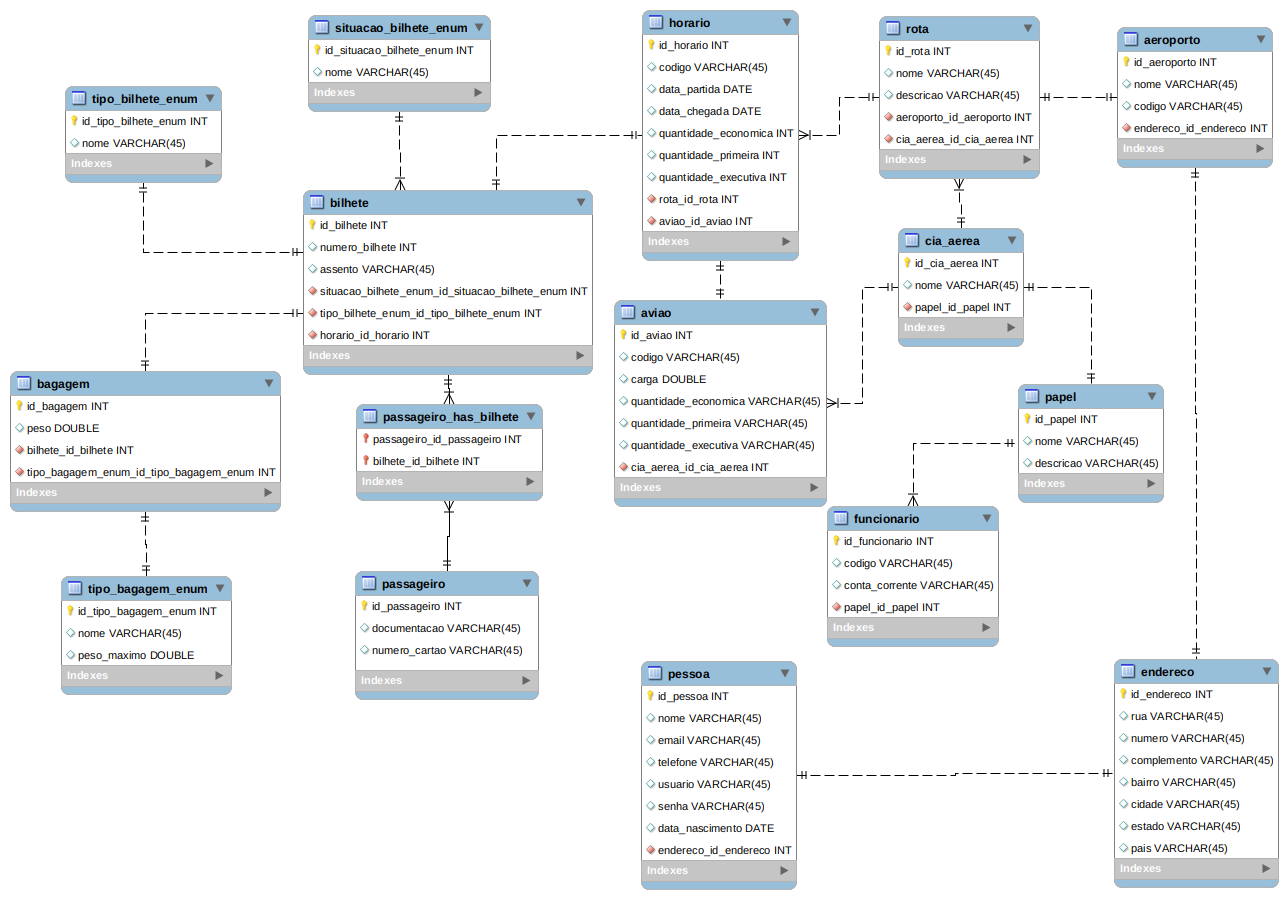 situacao_bilhete_enum
id_situacao_bilhete_enum INT
nome VARCHAR(45)
Indexes
horario
id_horario INT
codigo VARCHAR(45)
data_partida DATE
data_chegada DATE
quantidade_economica INT
quantidade_primeira INT
quantidade_executiva INT
rota_id_rota INT
aviao_id_aviao INT
Indexes
rota
id_rota INT
nome VARCHAR(45)
descricao VARCHAR(45)
aeroporto_id_aeroporto INT
cia_aerea_id_cia_aerea INT
Indexes
aeroporto
id_aeroporto INT
nome VARCHAR(45)
codigo VARCHAR(45)
endereco_id_endereco INT
Indexes
tipo_bilhete_enum
id_tipo_bilhete_enum INT
nome VARCHAR(45)
Indexes
bilhete
id_bilhete INT
numero_bilhete INT
assento VARCHAR(45)
situacao_bilhete_enum_id_situacao_bilhete_enum INT
tipo_bilhete_enum_id_tipo_bilhete_enum INT
horario_id_horario INT
Indexes
cia_aerea
id_cia_aerea INT
nome VARCHAR(45)
papel_id_papel INT
Indexes
aviao
id_aviao INT
codigo VARCHAR(45)
carga DOUBLE
quantidade_economica VARCHAR(45)
quantidade_primeira VARCHAR(45)
quantidade_executiva VARCHAR(45)
cia_aerea_id_cia_aerea INT
Indexes
bagagem
id_bagagem INT
peso DOUBLE
bilhete_id_bilhete INT
tipo_bagagem_enum_id_tipo_bagagem_enum INT
Indexes
passageiro_has_bilhete
passageiro_id_passageiro INT
bilhete_id_bilhete INT
Indexes
papel
id_papel INT
nome VARCHAR(45)
descricao VARCHAR(45)
Indexes
funcionario
id_funcionario INT
codigo VARCHAR(45)
conta_corrente VARCHAR(45)
papel_id_papel INT
Indexes
tipo_bagagem_enum
id_tipo_bagagem_enum INT
nome VARCHAR(45)
peso_maximo DOUBLE
Indexes
passageiro
id_passageiro INT
documentacao VARCHAR(45)
numero_cartao VARCHAR(45)
Indexes
pessoa
id_pessoa INT
nome VARCHAR(45)
email VARCHAR(45)
telefone VARCHAR(45)
usuario VARCHAR(45)
senha VARCHAR(45)
data_nascimento DATE
endereco_id_endereco INT
Indexes
endereco
id_endereco INT
rua VARCHAR(45)
numero VARCHAR(45)
complemento VARCHAR(45)
bairro VARCHAR(45)
cidade VARCHAR(45)
estado VARCHAR(45)
pais VARCHAR(45)
Indexes